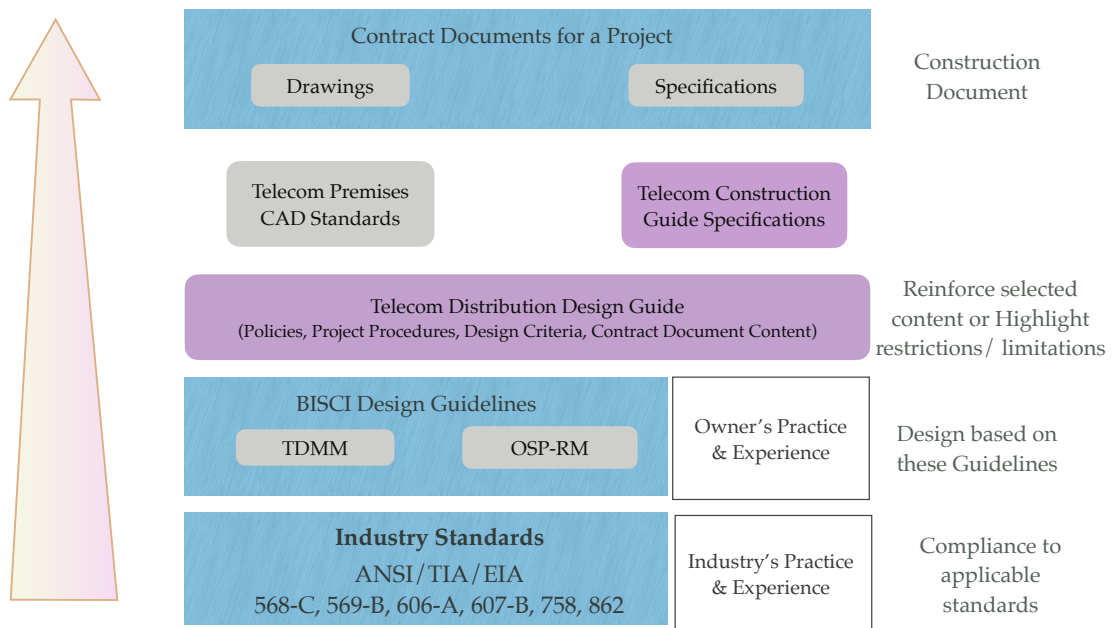 Contract Documents for a Project
Drawings
Specifications
Construction
Document
Telecom Premises
CAD Standards
Telecom Construction
Guide Specifications
Telecom Distribution Design Guide
(Policies, Project Procedures, Design Criteria, Contract Document Content)
Reinforce selected
content or Highlight
restrictions/ limitations
BISCI Design Guidelines
TDMM
OSP-RM
Owner's Practice
& Experience
Design based on
these Guidelines
Industry Standards
ANSI/TIA/EIA
568-C, 569-B, 606-A, 607-B, 758, 862
Industry's Practice
& Experience
Compliance to
applicable
standards